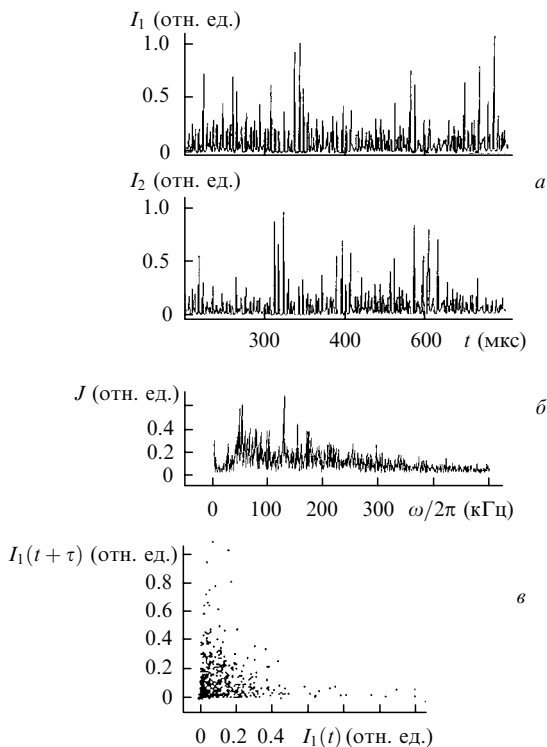 I₁ (отн. ед.)
1.0
0.5
0
I₂ (отн. ед.)
а
1.0
0.5
0
300 400 600 t (мкс)
J (отн. ед.)
б
0.4
0.2
0
0 100 200 300 ω/2π (кГц)
I₁(t + τ) (отн. ед.)
0.8
в
0.6
0.4
0.2
0
0 0.2 0.4 I₁(t) (отн. ед.)